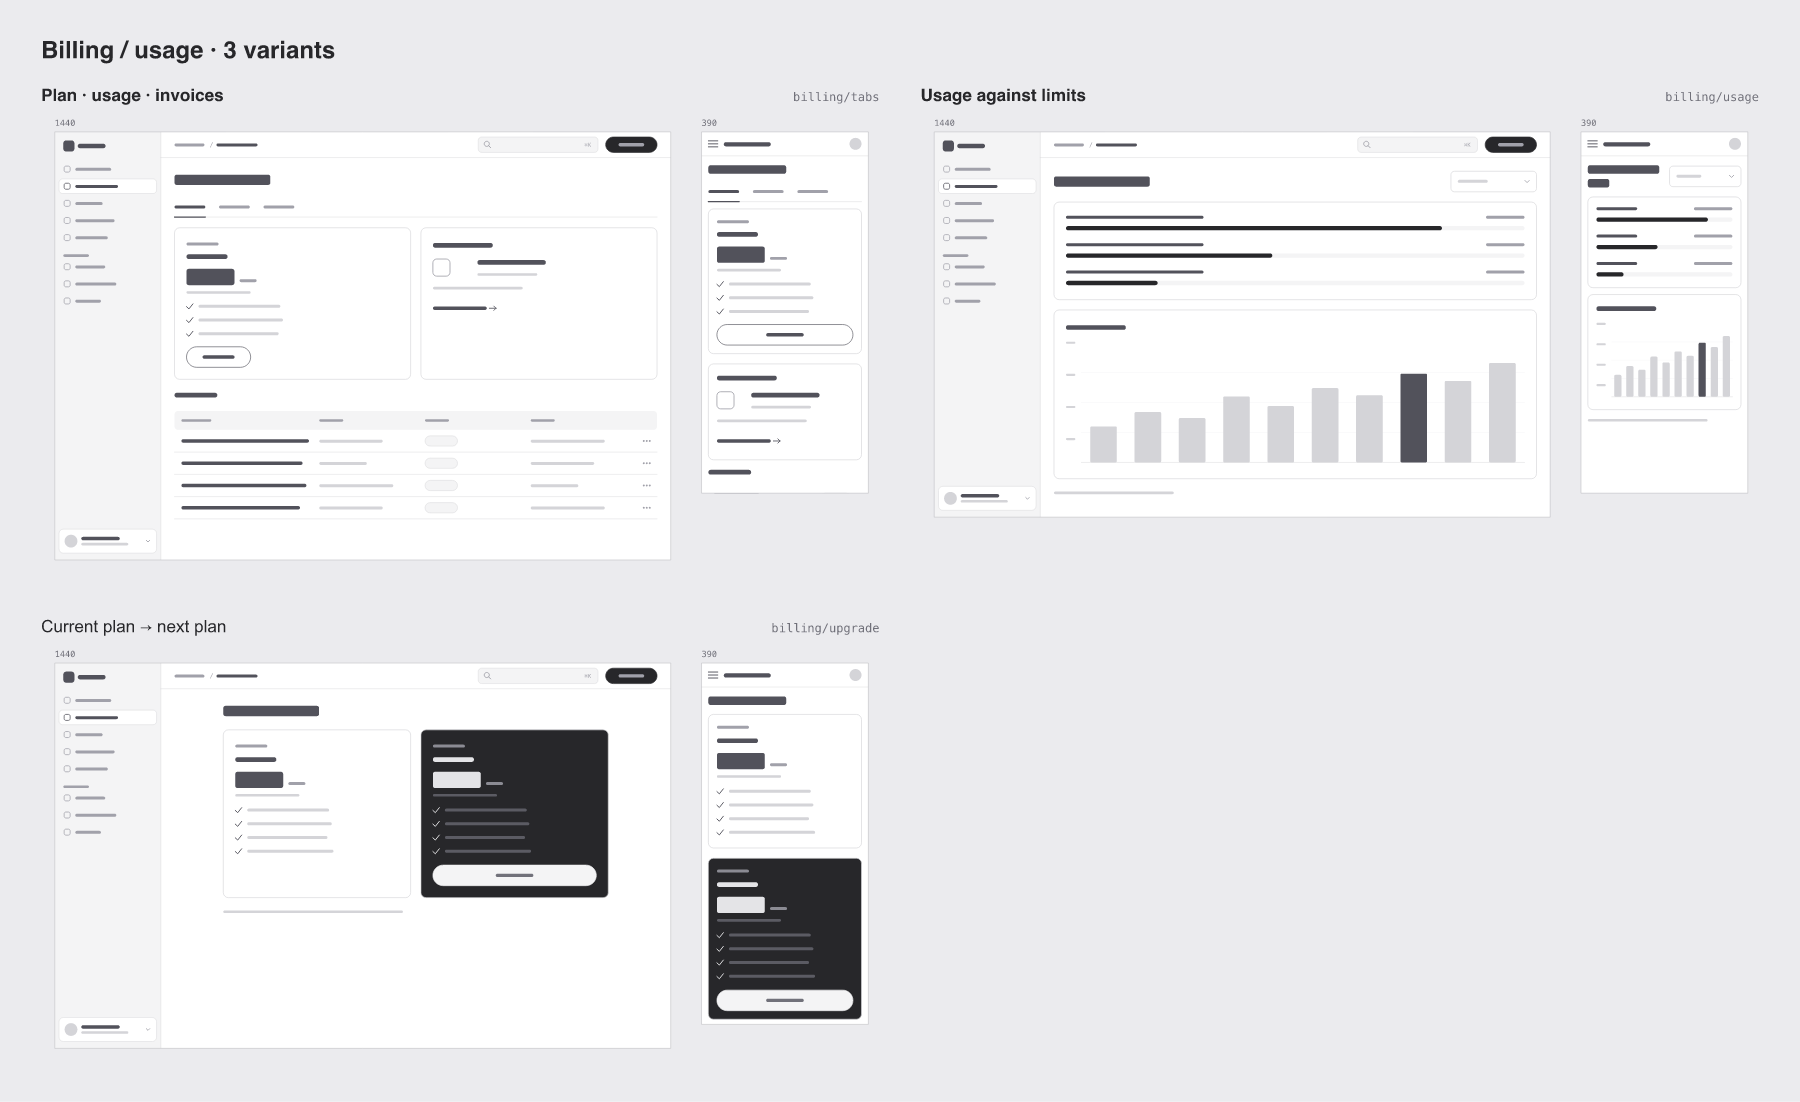 Billing / usage · 3 variants
Plan · usage · invoices
billing/tabs
1440
390
⌘K
Usage against limits
billing/usage
1440
390
⌘K
Current plan → next plan
billing/upgrade
1440
390
⌘K